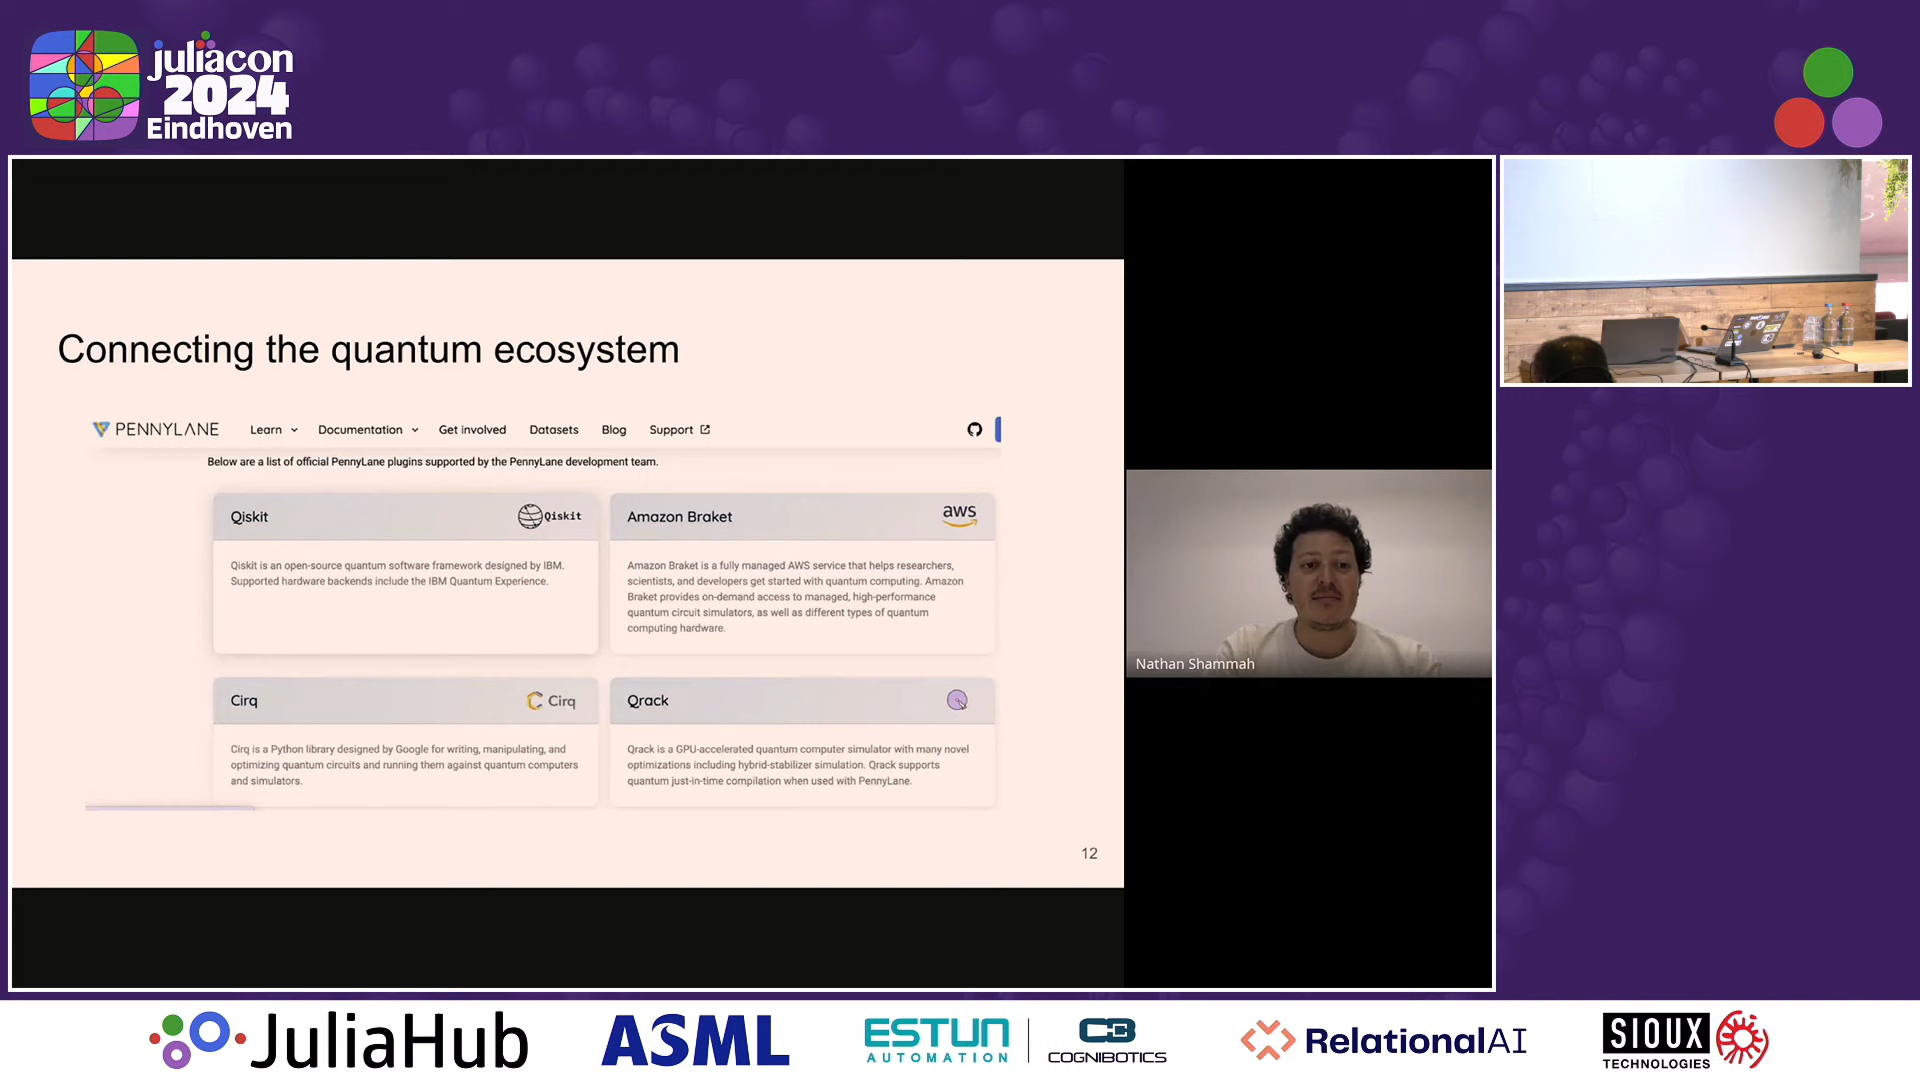 juliacon
2024
Eindhoven
Connecting the quantum ecosystem
PENNYLANE Learn Documentation Get involved Datasets Blog Support
Below are a list of official PennyLane plugins supported by the PennyLane development team.
Qiskit
Qiskit
Qiskit is an open-source quantum software framework designed by IBM.
Supported hardware backends include the IBM Quantum Experience.
Amazon Braket
aws
Amazon Braket is a fully managed AWS service that helps researchers,
scientists, and developers get started with quantum computing. Amazon
Braket provides on-demand access to managed, high-performance
quantum circuit simulators, as well as different types of quantum
computing hardware.
Cirq
Cirq
Cirq is a Python library designed by Google for writing, manipulating, and
optimizing quantum circuits and running them against quantum computers
and simulators.
Qrack
Qrack is a GPU-accelerated quantum computer simulator with many novel
optimizations including hybrid-stabilizer simulation. Qrack supports
quantum just-in-time compilation when used with PennyLane.
12
Nathan Shammah
JuliaHub
ASML
ESTUN
AUTOMATION
COGNIBOTICS
RelationalAI
SIOUX
TECHNOLOGIES